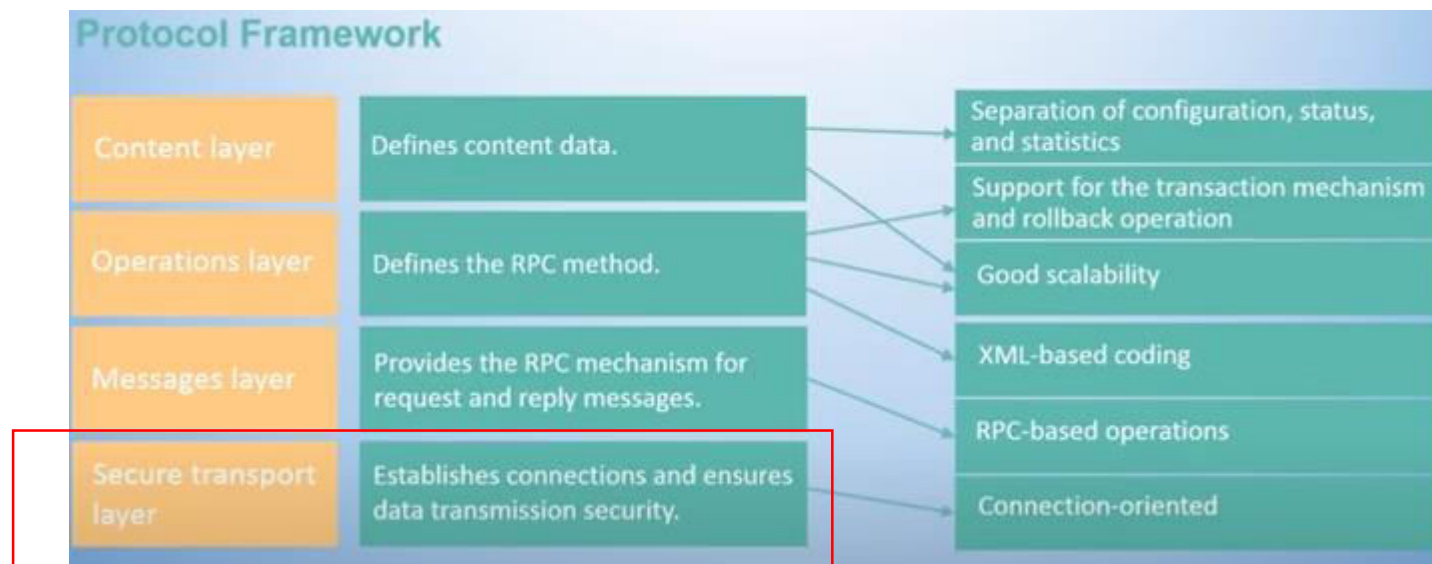 Protocol Framework
Content layer
Defines content data.
Separation of configuration, status,
and statistics
Operations layer
Defines the RPC method.
Support for the transaction mechanism
and rollback operation
Good scalability
Messages layer
Provides the RPC mechanism for
request and reply messages.
XML-based coding
RPC-based operations
Secure transport
layer
Establishes connections and ensures
data transmission security.
Connection-oriented